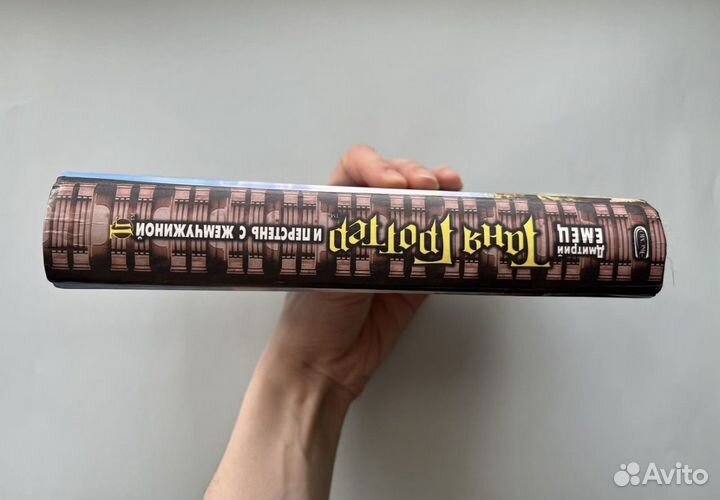 Дмитрий
ЕМЕЦ
Таня Гроттер
И ПЕРСТЕНЬ С ЖЕМЧУЖИНОЙ
Avito